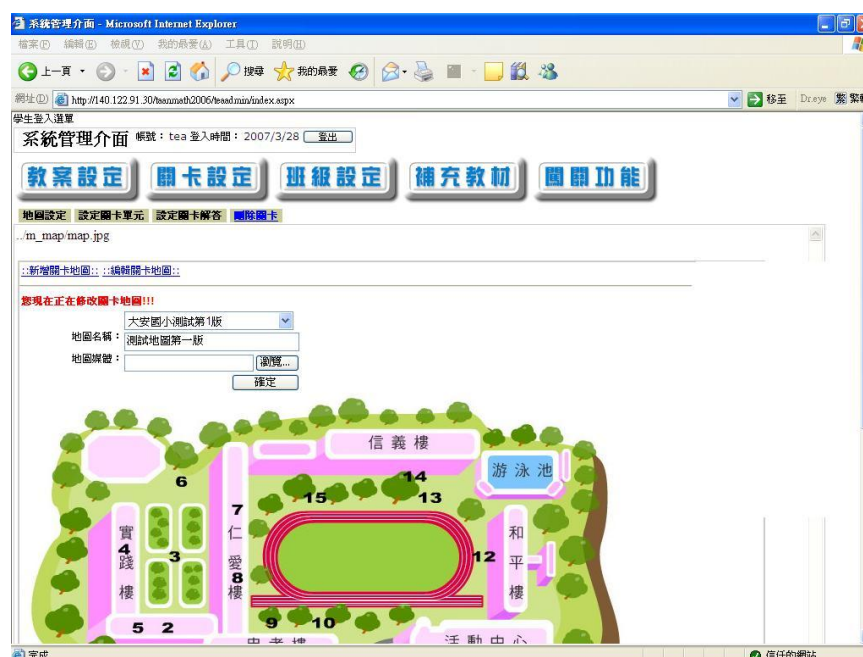 系統管理介面 - Microsoft Internet Explorer
檔案(F) 編輯(E) 檢視(V) 我的最愛(A) 工具(T) 說明(H)
上一頁 搜尋 我的最愛
網址(D) http://140.122.91.30/taanmath2006/teaadmin/index.aspx 移至 Dr.eye 繁
學生登入選單
系統管理介面 帳號：tea 登入時間：2007/3/28 登出
教案設定 關卡設定 班級設定 補充教材 闖關功能
地圖設定 設定關卡單元 設定關卡解答 刪除關卡
../m_map/map.jpg
::新增關卡地圖:: ::編輯關卡地圖::
您現在正在修改關卡地圖!!!
大安國小測試第1版
地圖名稱：測試地圖第一版
地圖媒體： 瀏覽...
確定
信義樓
游泳池
6
14
15 13
7
實踐樓
仁愛樓
和平樓
4
3
12
8
9 10
5 2
忠孝樓
活動中心
完成 信任的網站